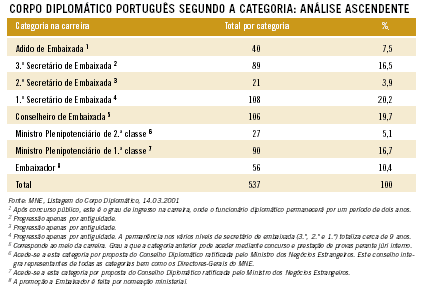 CORPO DIPLOMÁTICO PORTUGUÊS SEGUNDO A CATEGORIA: ANÁLISE ASCENDENTE
Categoria na carreira Total por categoria %
Adido de Embaixada 1 40 7,5
3.º Secretário de Embaixada 2 89 16,5
2.º Secretário de Embaixada 3 21 3,9
1.º Secretário de Embaixada 4 108 20,2
Conselheiro de Embaixada 5 106 19,7
Ministro Plenipotenciário de 2.ª classe 6 27 5,1
Ministro Plenipotenciário de 1.ª classe 7 90 16,7
Embaixador 8 56 10,4
Total 537 100
Fonte: MNE, Listagem do Corpo Diplomático, 14.03.2001
1 Após concurso público, este é o grau de ingresso na carreira, onde o funcionário diplomático permanecerá por um período de dois anos.
2 Progressão apenas por antiguidade.
3 Progressão apenas por antiguidade.
4 Progressão apenas por antiguidade. A permanência nos vários níveis de secretário de embaixada (3.º, 2.º e 1.º) totaliza cerca de 9 anos.
5 Corresponde ao meio da carreira. Grau a que a categoria anterior pode aceder mediante concurso e prestação de provas perante júri interno.
6 Acede-se a esta categoria por proposta do Conselho Diplomático ratificada pelo Ministro dos Negócios Estrangeiros. Este conselho inte-
gra representantes de todas as categorias bem como os Directores-Gerais do MNE.
7 Acede-se a esta categoria por proposta do Conselho Diplomático ratificada pelo Ministro dos Negócios Estrangeiros.
8 A promoção a Embaixador é feita por nomeação ministerial.